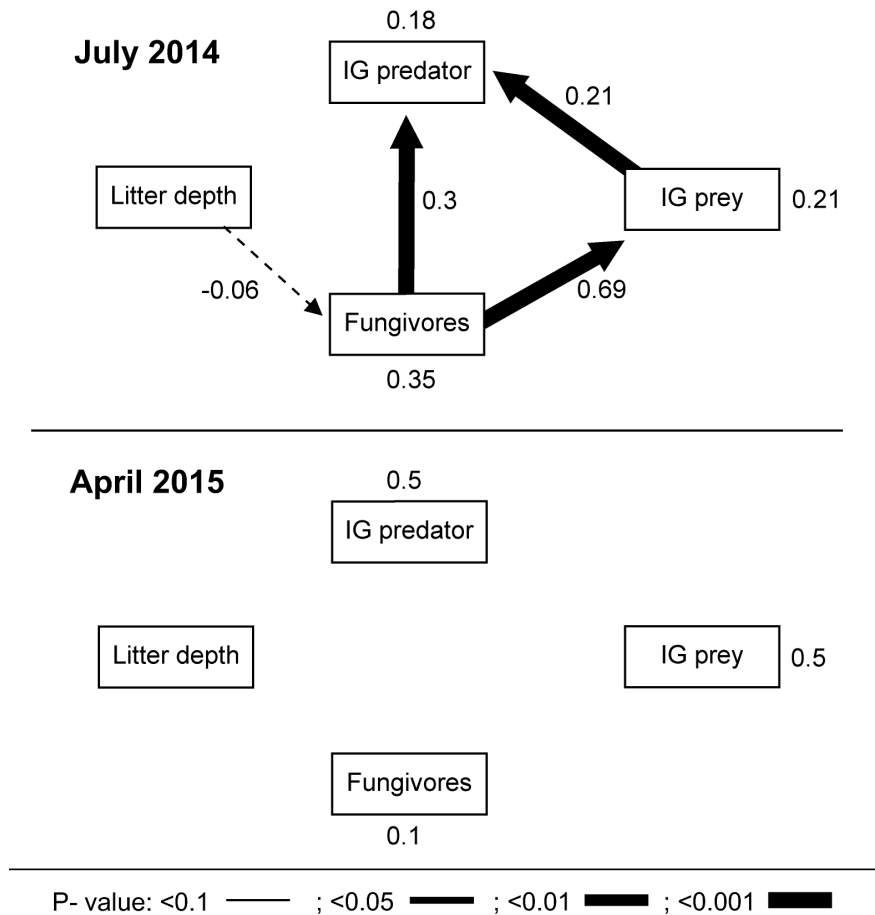 July 2014
0.18
IG predator
0.21
Litter depth
0.3
IG prey
0.21
-0.06
0.69
Fungivores
0.35
April 2015
0.5
IG predator
Litter depth
IG prey
0.5
Fungivores
0.1
P- value: <0.1 ; <0.05 ; <0.01 ; <0.001